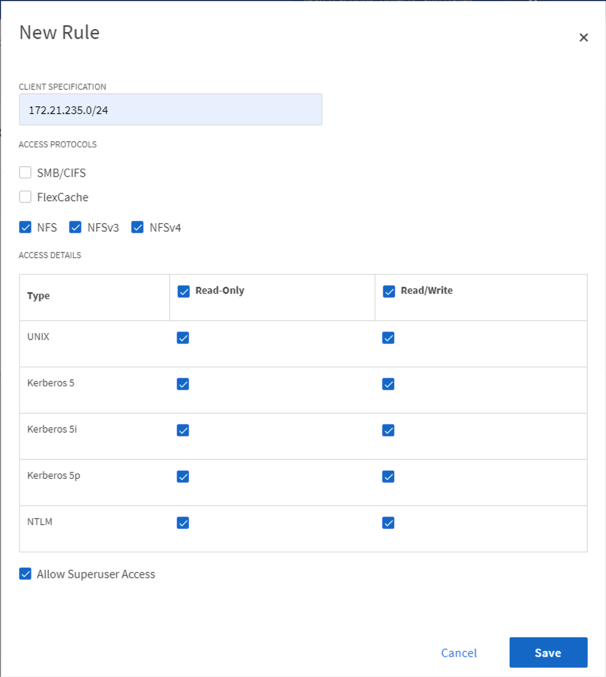 New Rule
CLIENT SPECIFICATION
172.21.235.0/24
ACCESS PROTOCOLS
SMB/CIFS
FlexCache
NFS NFSv3 NFSv4
ACCESS DETAILS
Type Read-Only Read/Write
UNIX
Kerberos 5
Kerberos 5i
Kerberos 5p
NTLM
Allow Superuser Access
Cancel Save